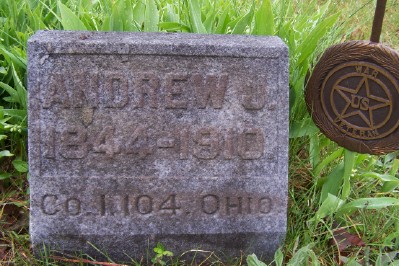 ANDREW J.
1844-1910.
CO. I. 104. OHIO
US